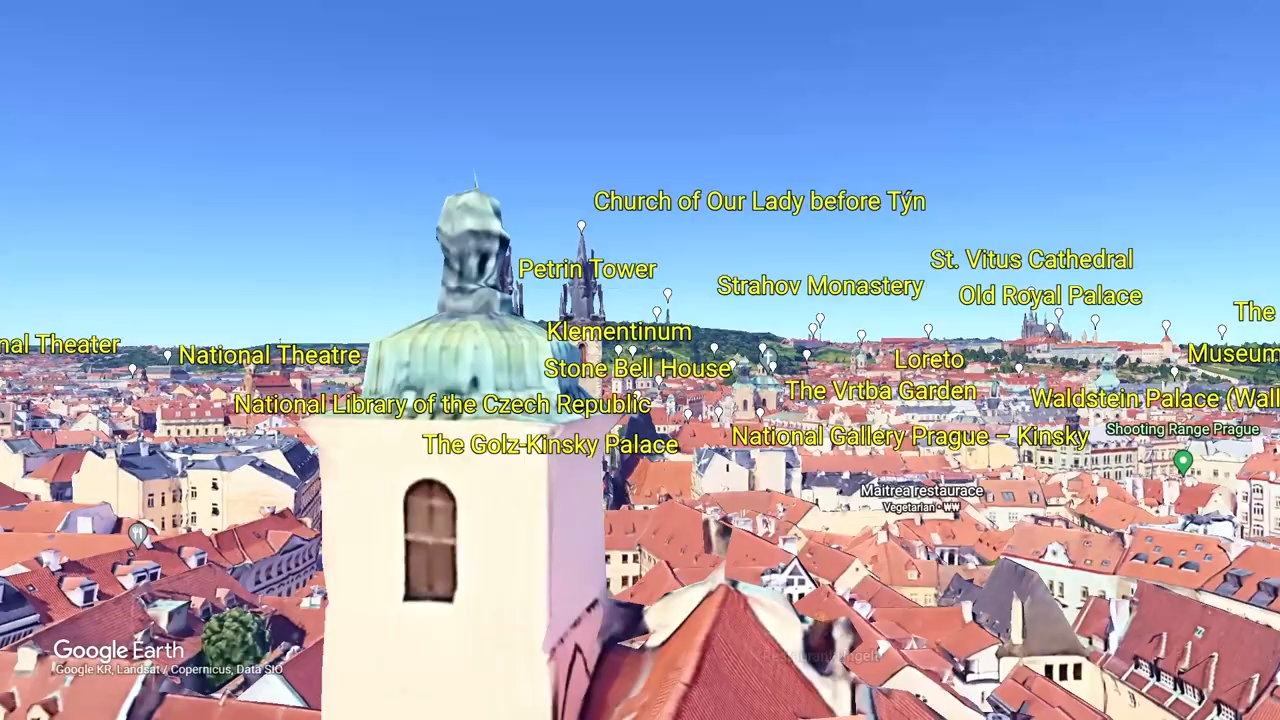 Church of Our Lady before Týn
St. Vitus Cathedral
Petrin Tower
Strahov Monastery
Old Royal Palace
The
nal Theater
National Theatre
Klementinum
Stone Bell House
Loreto
Museum
The Vrtba Garden
Waldstein Palace (Wall
National Library of the Czech Republic
Shooting Range Prague
The Golz-Kinsky Palace
National Gallery Prague – Kinsky
Maitrea restaurace
Vegetarian • ₩₩
Google Earth
Restaurant Ungelt
Google KR, Landsat / Copernicus, Data SIO